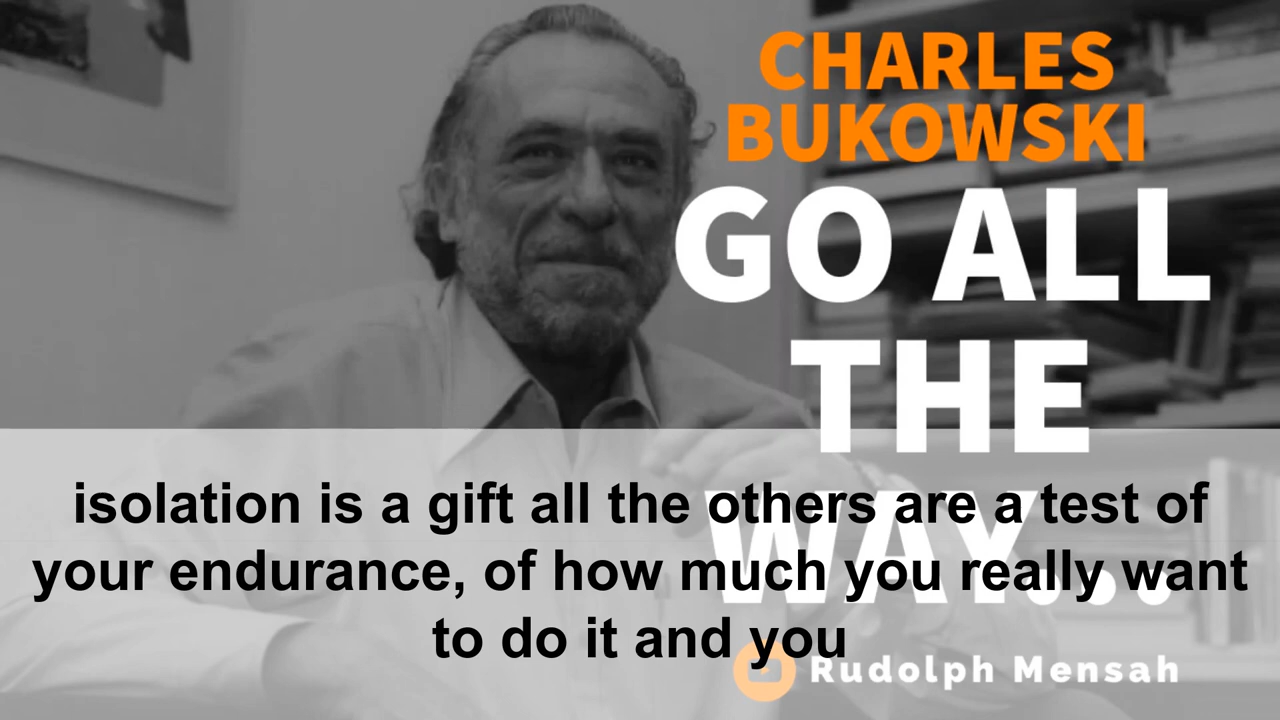 CHARLES
BUKOWSKI
GO ALL
THE
WAY...
isolation is a gift all the others are a test of
your endurance, of how much you really want
to do it and you
Rudolph Mensah